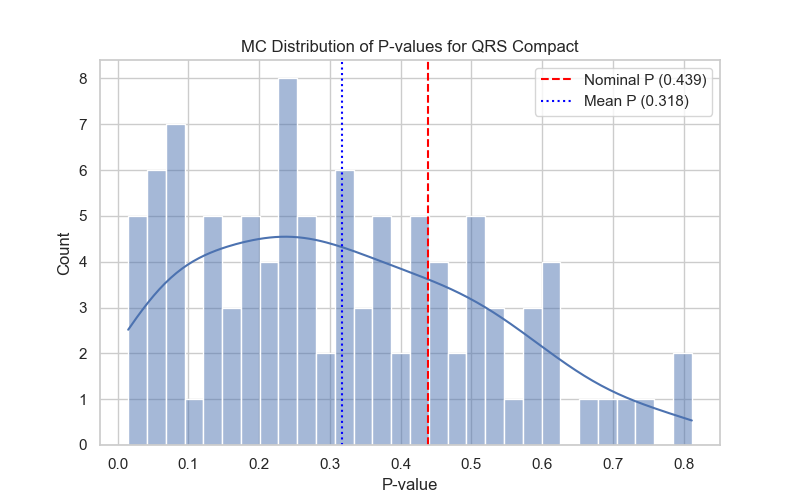 MC Distribution of P-values for QRS Compact
Nominal P (0.439)
Mean P (0.318)
Count
8
7
6
5
4
3
2
1
0
0.0 0.1 0.2 0.3 0.4 0.5 0.6 0.7 0.8
P-value